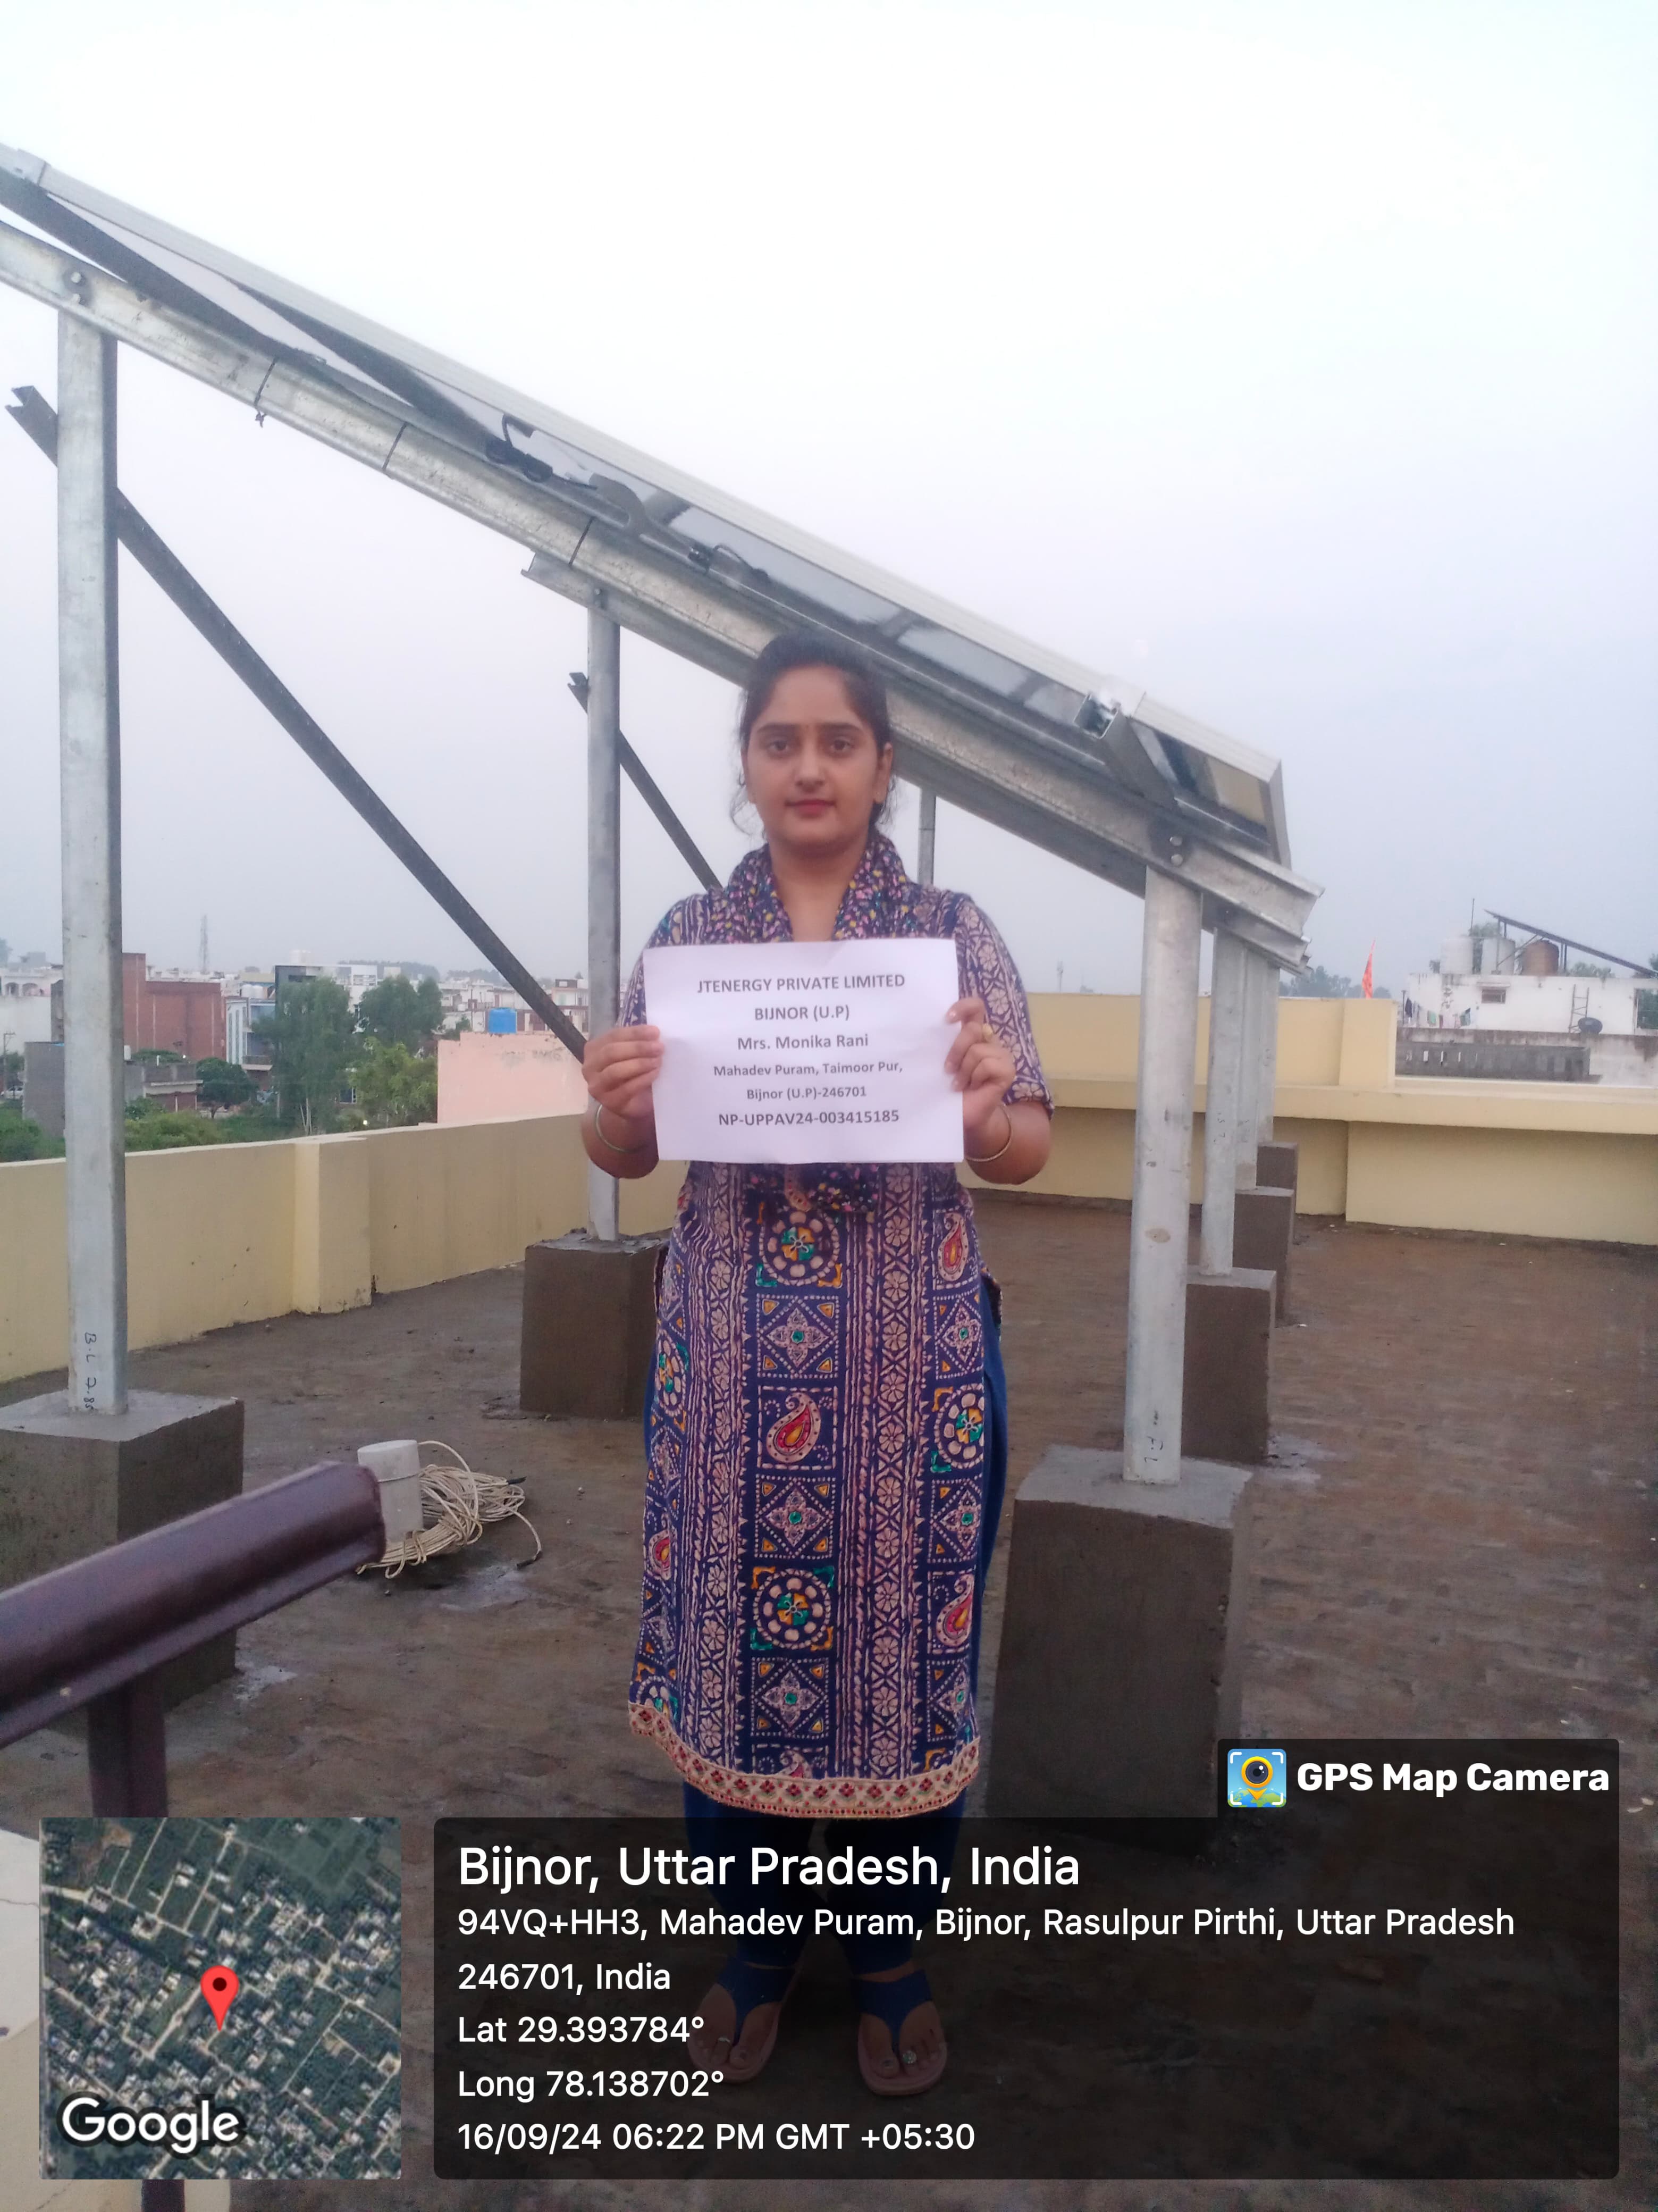 JTENERGY PRIVATE LIMITED
BIJNOR (U.P)
Mrs. Monika Rani
Mahadev Puram, Taimoor Pur,
Bijnor (U.P)-246701
NP-UPPAV24-003415185
GPS Map Camera
Bijnor, Uttar Pradesh, India
94VQ+HH3, Mahadev Puram, Bijnor, Rasulpur Pirthi, Uttar Pradesh
246701, India
Lat 29.393784°
Long 78.138702°
16/09/24 06:22 PM GMT +05:30
Google